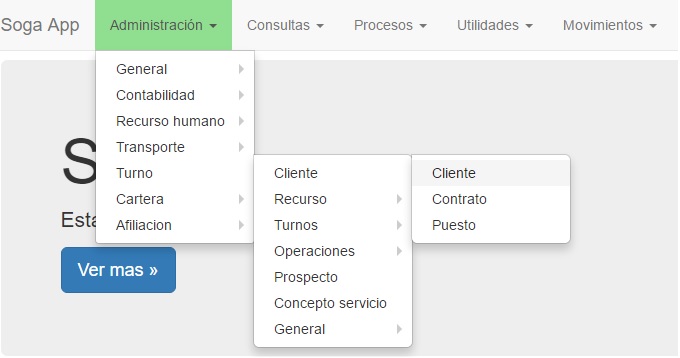 Soga App
Administración
Consultas
Procesos
Utilidades
Movimientos
General
Contabilidad
Recurso humano
Transporte
Turno
Cartera
Afiliacion
Cliente
Recurso
Turnos
Operaciones
Prospecto
Concepto servicio
General
Cliente
Contrato
Puesto
S
Esta
Ver mas »